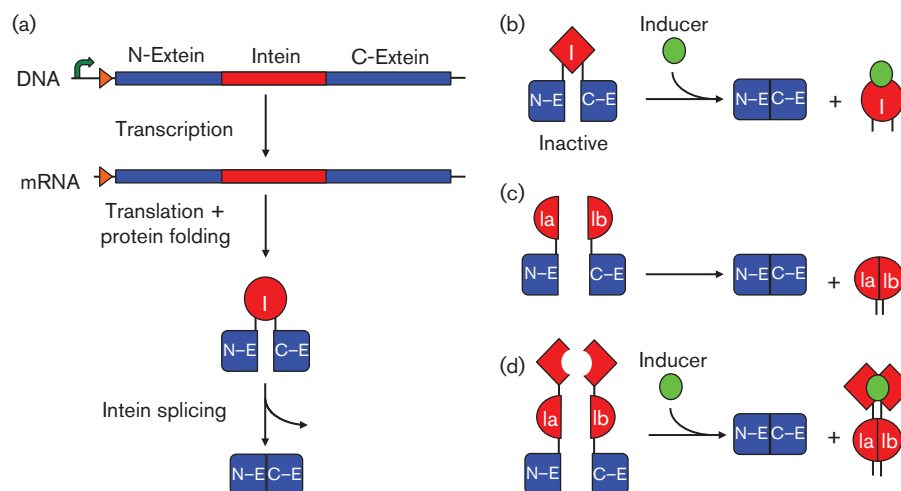 (a)
N-Extein Intein C-Extein
DNA
Transcription
mRNA
Translation +
protein folding
I
N–E C–E
Intein splicing
N–E C–E
(b)
Inducer
I
N–E C–E
Inactive
N–E C–E + I
(c)
Ia Ib
N–E C–E
N–E C–E + Ia Ib
(d)
Inducer
Ia Ib
N–E C–E
N–E C–E + Ia Ib